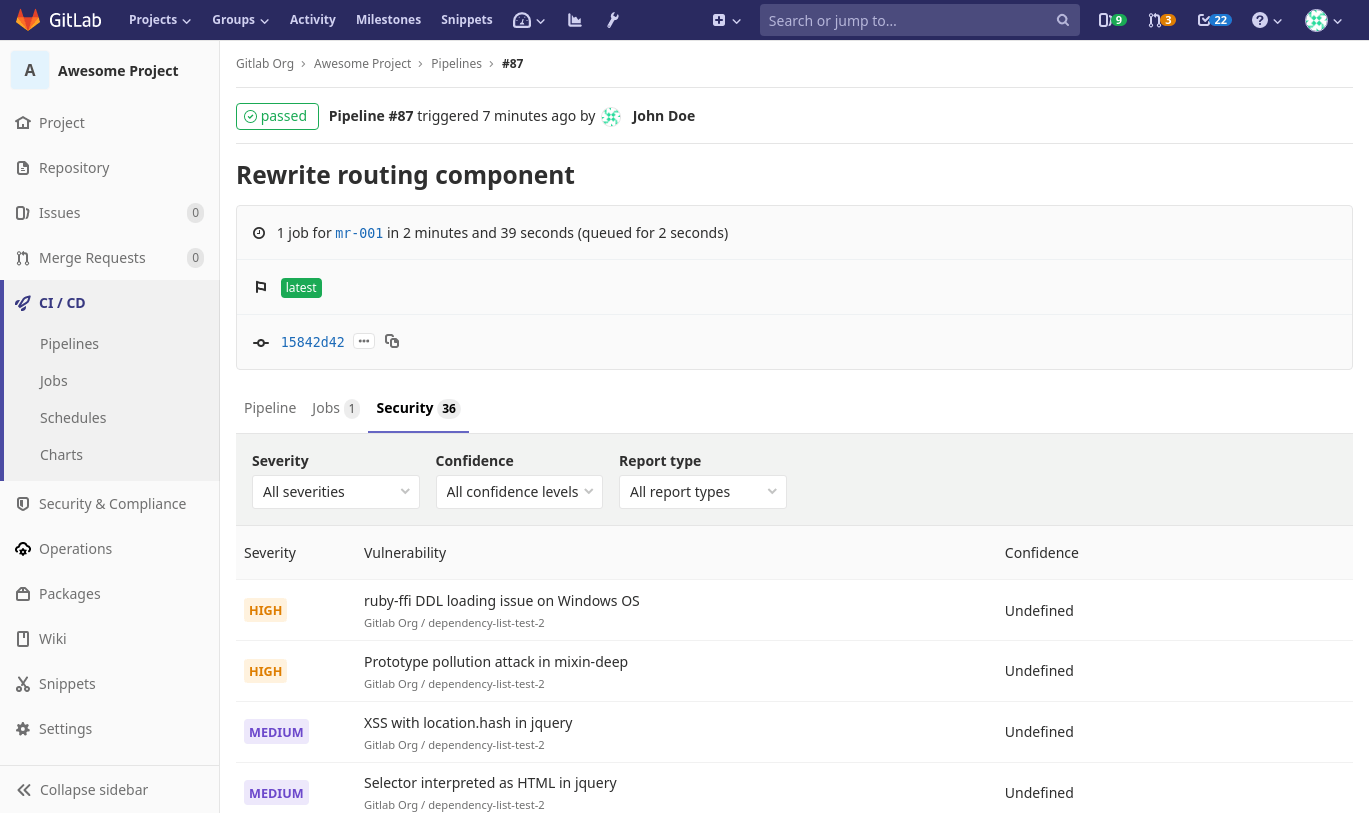 GitLab Projects Groups Activity Milestones Snippets Search or jump to... 9 3 22
A Awesome Project
Project
Repository
Issues 0
Merge Requests 0
CI / CD
Pipelines
Jobs
Schedules
Charts
Security & Compliance
Operations
Packages
Wiki
Snippets
Settings
Collapse sidebar
Gitlab Org › Awesome Project › Pipelines › #87
passed Pipeline #87 triggered 7 minutes ago by John Doe
Rewrite routing component
1 job for mr-001 in 2 minutes and 39 seconds (queued for 2 seconds)
latest
15842d42
Pipeline Jobs 1 Security 36
Severity Confidence Report type
All severities All confidence levels All report types
Severity Vulnerability Confidence
HIGH ruby-ffi DDL loading issue on Windows OS Undefined
Gitlab Org / dependency-list-test-2
HIGH Prototype pollution attack in mixin-deep Undefined
Gitlab Org / dependency-list-test-2
MEDIUM XSS with location.hash in jquery Undefined
Gitlab Org / dependency-list-test-2
MEDIUM Selector interpreted as HTML in jquery Undefined
Gitlab Org / dependency-list-test-2